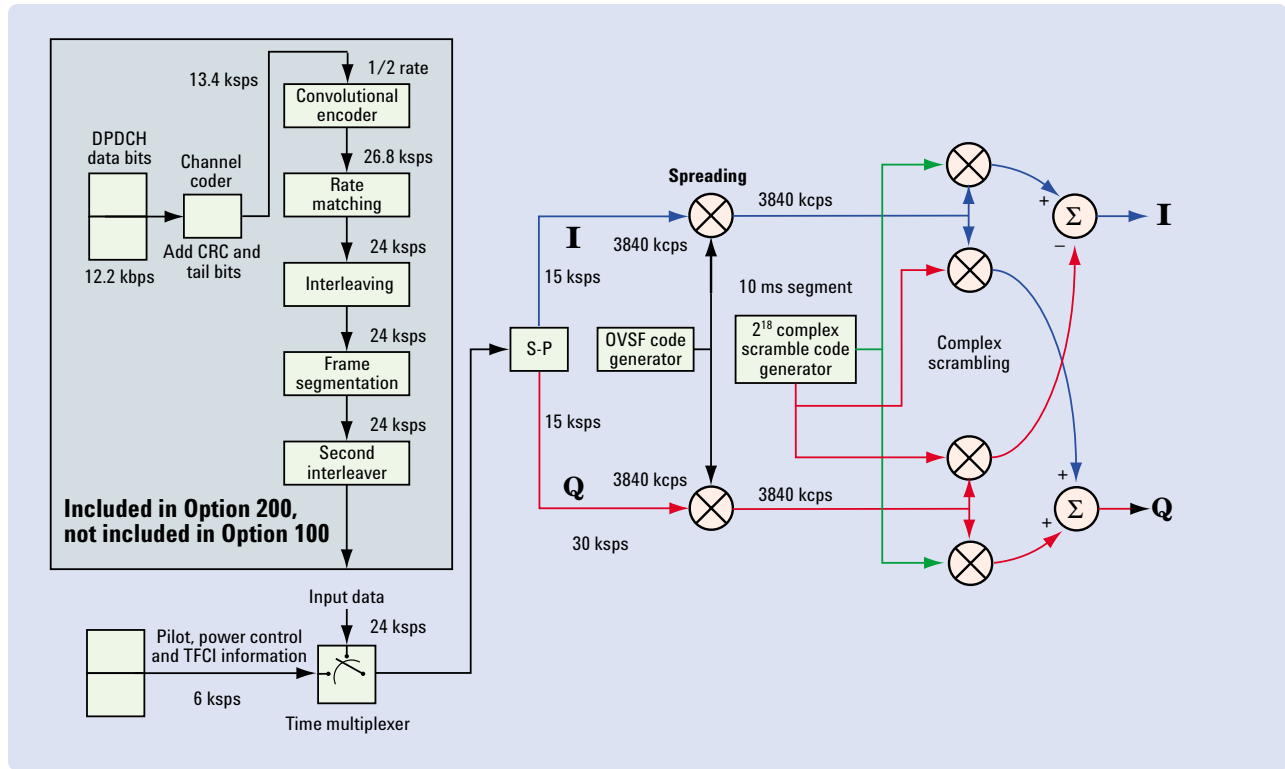 13.4 ksps
1/2 rate
Convolutional
encoder
DPDCH
data bits
Channel
coder
26.8 ksps
Rate
matching
Add CRC and
tail bits
12.2 kbps
24 ksps
Interleaving
24 ksps
Frame
segmentation
24 ksps
Second
interleaver
Included in Option 200,
not included in Option 100
Input data
24 ksps
Pilot, power control
and TFCI information
6 ksps
Time multiplexer
S-P
I
15 ksps
15 ksps
Q
30 ksps
Spreading
3840 kcps
3840 kcps
OVSF code
generator
3840 kcps
3840 kcps
10 ms segment
2¹⁸ complex
scramble code
generator
Complex
scrambling
+
Σ
−
I
+
Σ
+
Q